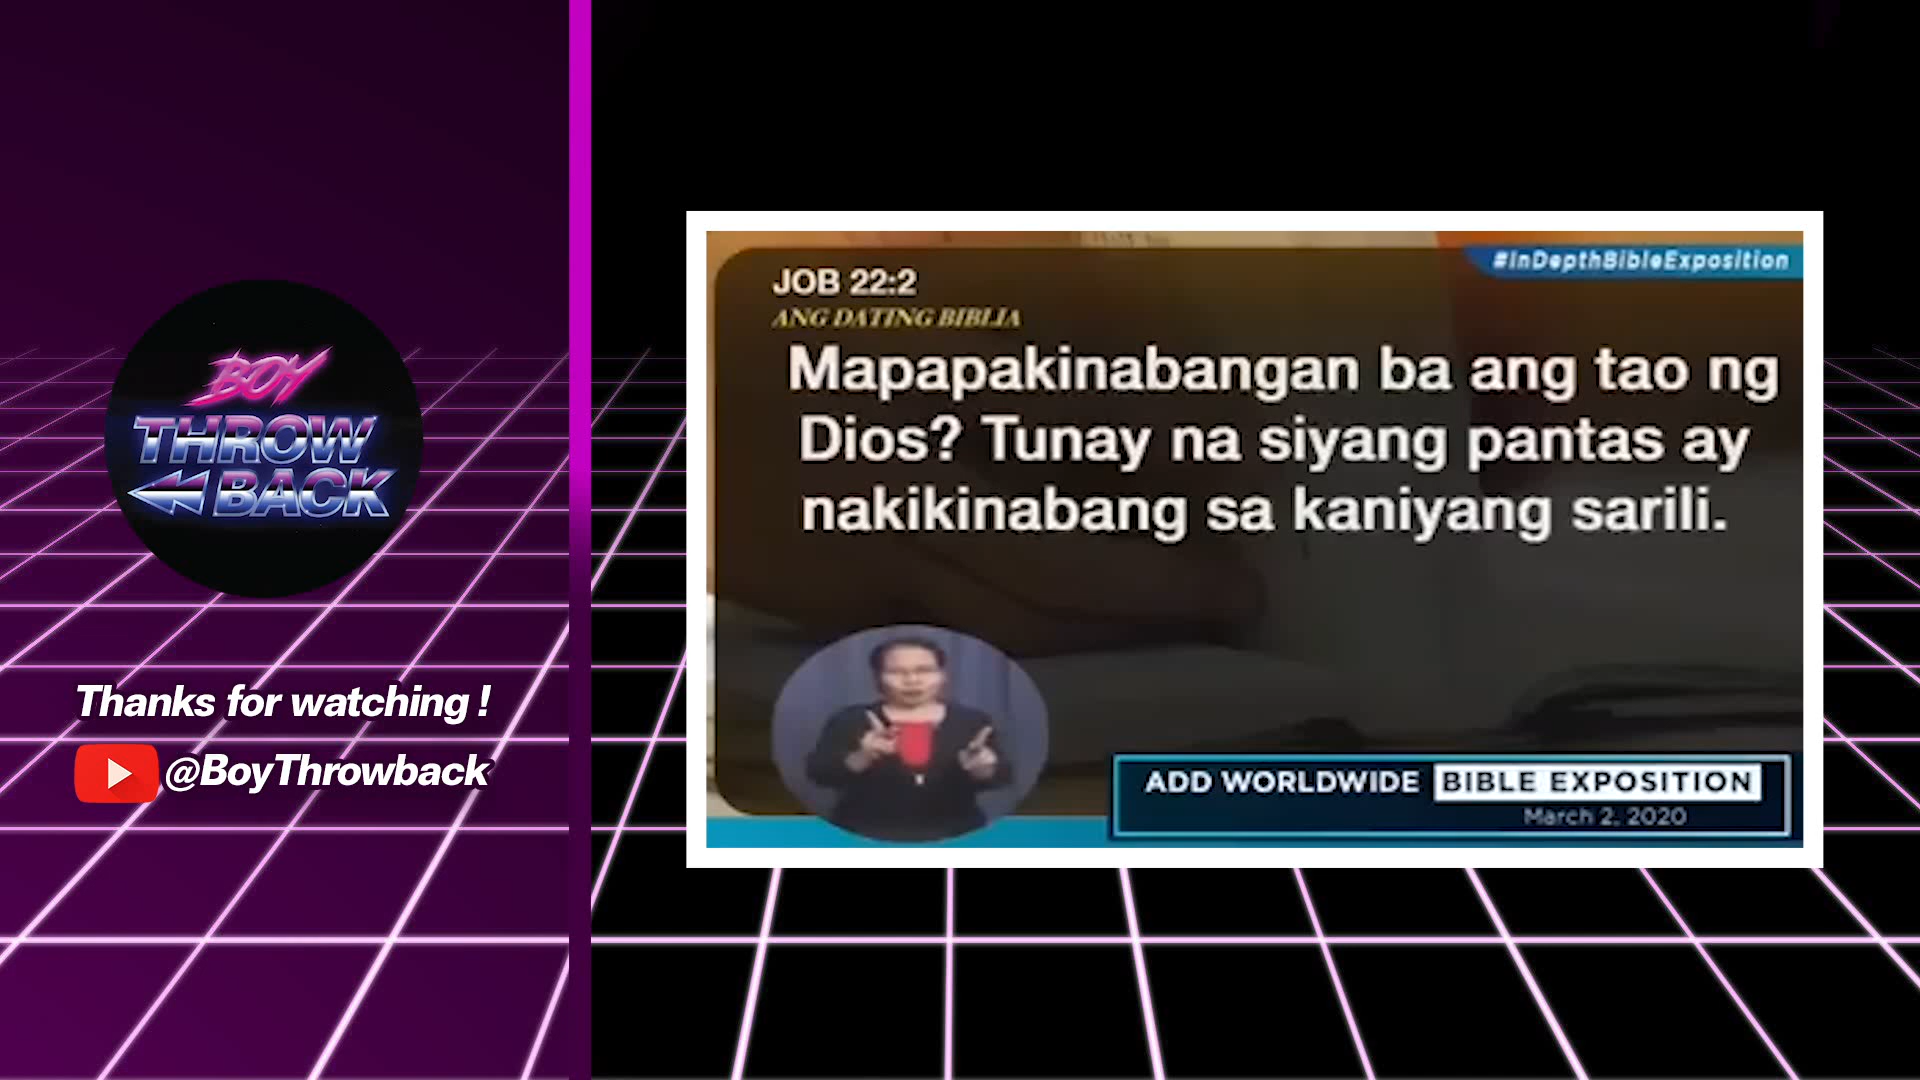 BOY
THROW
BACK
Thanks for watching !
@BoyThrowback
#InDepthBibleExposition
JOB 22:2
ANG DATING BIBLIA
Mapapakinabangan ba ang tao ng
Dios? Tunay na siyang pantas ay
nakikinabang sa kaniyang sarili.
ADD WORLDWIDE BIBLE EXPOSITION
March 2, 2020